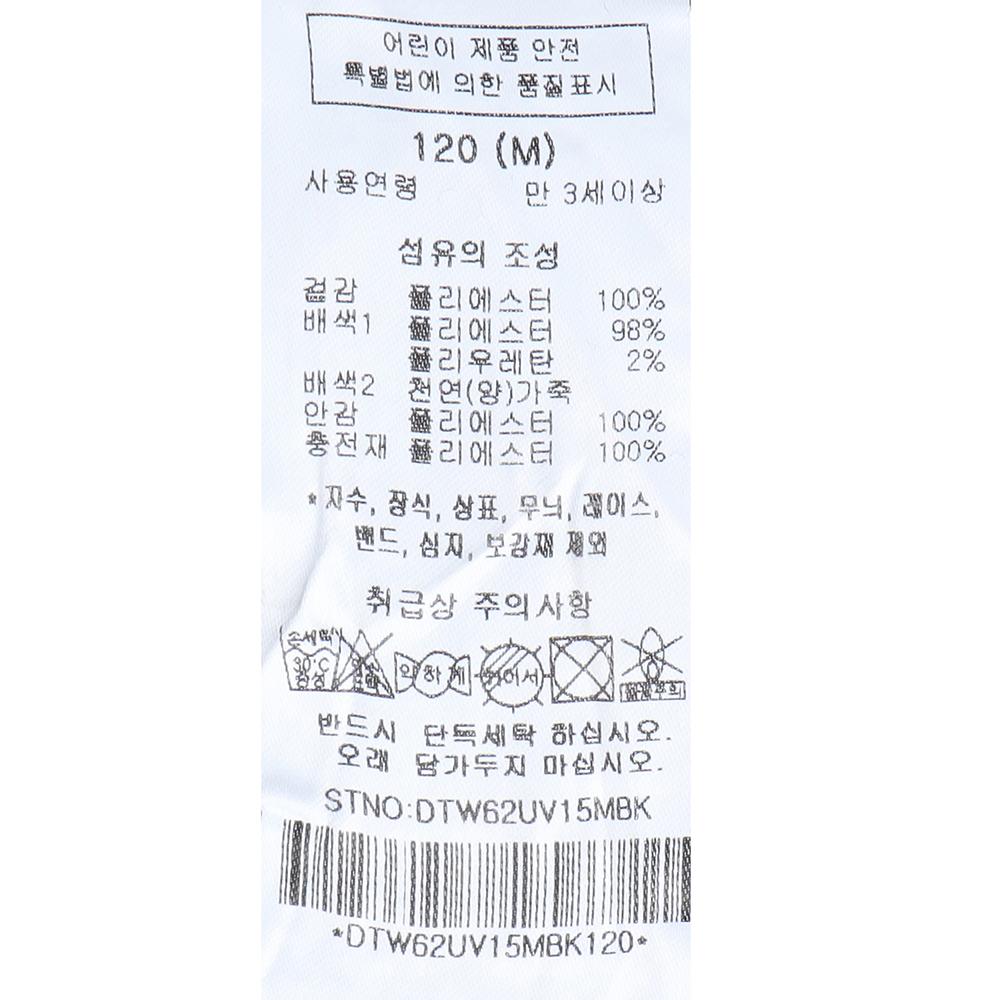 어린이 제품 안전
특별법에 의한 품질표시
120 (M)
사용연령 만 3세이상
섬유의 조성
겉감 폴리에스터 100%
배색1 폴리에스터 98%
폴리우레탄 2%
배색2 천연(양)가죽
안감 폴리에스터 100%
충전재 폴리에스터 100%
*자수, 장식, 상표, 무늬, 레이스,
밴드, 심지, 보강재 제외
취급상 주의사항
손세탁 30℃ 중성 약하게 뉘어서
반드시 단독세탁 하십시오.
오래 담가두지 마십시오.
STNO:DTW62UV15MBK
*DTW62UV15MBK120*